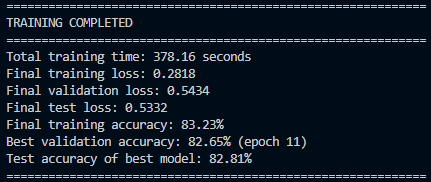 ============================================================
TRAINING COMPLETED
============================================================
Total training time: 378.16 seconds
Final training loss: 0.2818
Final validation loss: 0.5434
Final test loss: 0.5332
Final training accuracy: 83.23%
Best validation accuracy: 82.65% (epoch 11)
Test accuracy of best model: 82.81%
============================================================